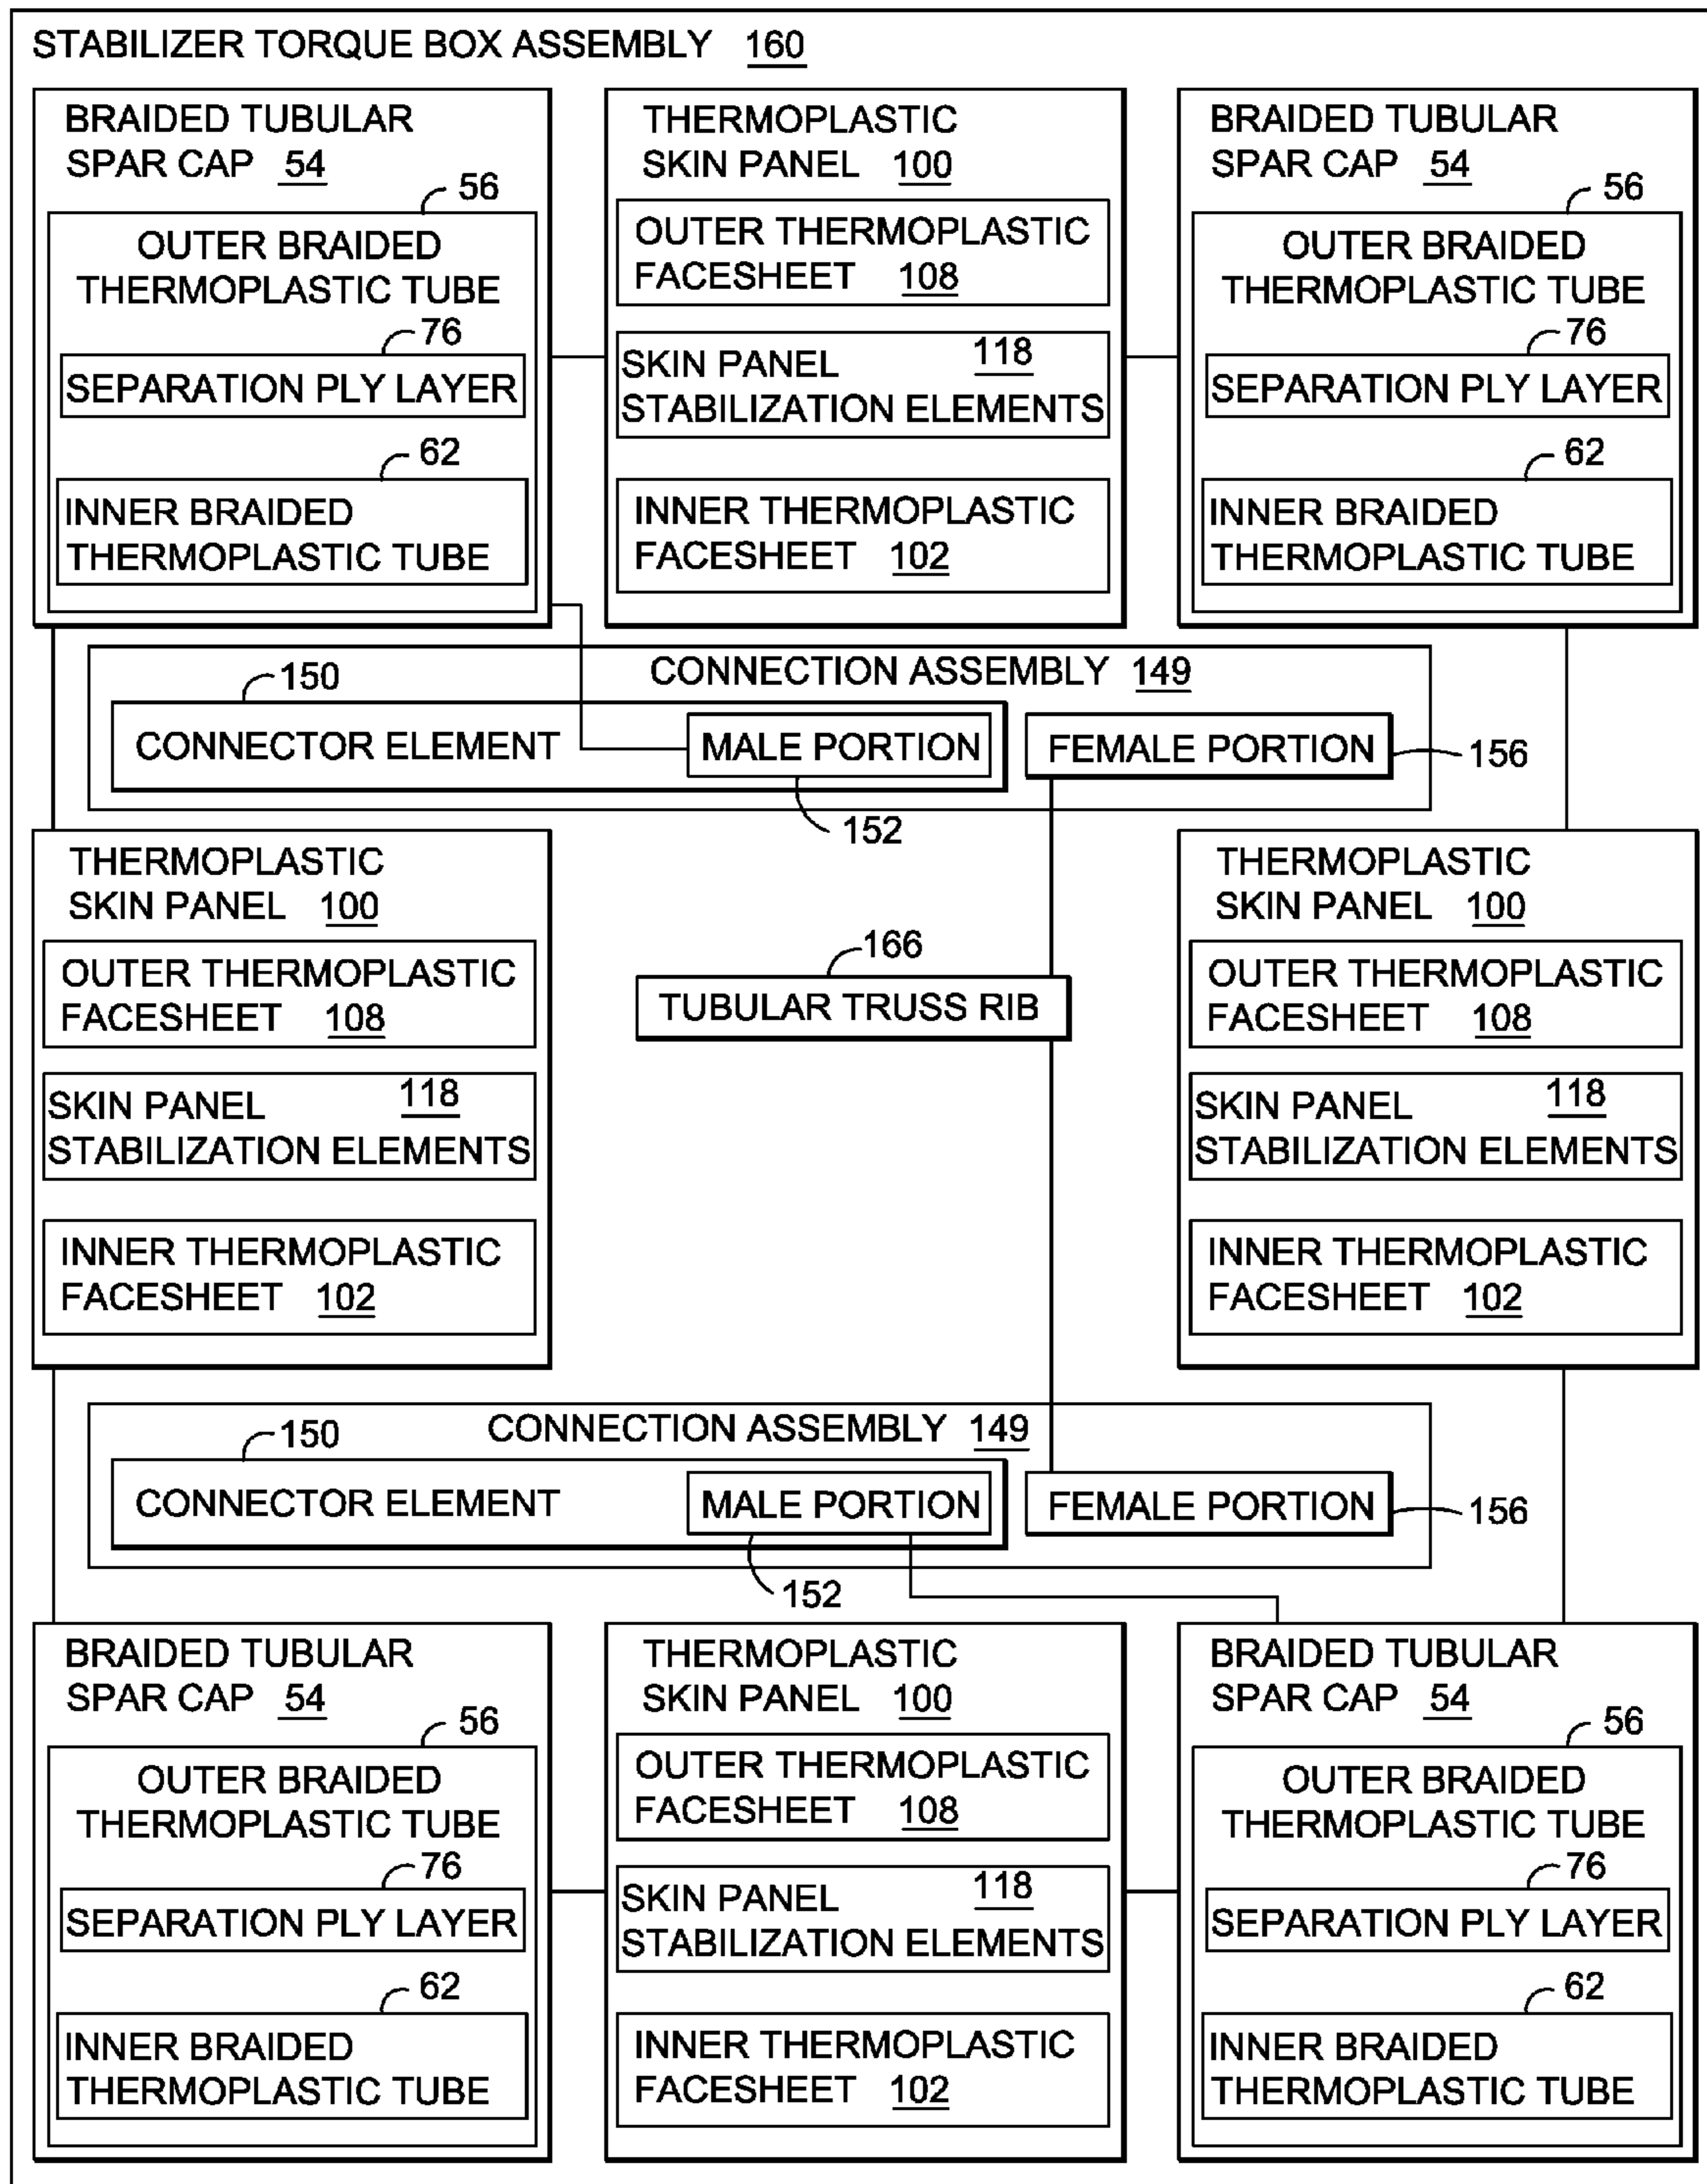 STABILIZER TORQUE BOX ASSEMBLY 160
BRAIDED TUBULAR
SPAR CAP 54
56
OUTER BRAIDED
THERMOPLASTIC TUBE
76
SEPARATION PLY LAYER
62
INNER BRAIDED
THERMOPLASTIC TUBE
THERMOPLASTIC
SKIN PANEL 100
OUTER THERMOPLASTIC
FACESHEET 108
SKIN PANEL 118
STABILIZATION ELEMENTS
INNER THERMOPLASTIC
FACESHEET 102
BRAIDED TUBULAR
SPAR CAP 54
56
OUTER BRAIDED
THERMOPLASTIC TUBE
76
SEPARATION PLY LAYER
62
INNER BRAIDED
THERMOPLASTIC TUBE
CONNECTION ASSEMBLY 149
150
CONNECTOR ELEMENT
MALE PORTION
152
FEMALE PORTION
156
THERMOPLASTIC
SKIN PANEL 100
OUTER THERMOPLASTIC
FACESHEET 108
SKIN PANEL 118
STABILIZATION ELEMENTS
INNER THERMOPLASTIC
FACESHEET 102
166
TUBULAR TRUSS RIB
THERMOPLASTIC
SKIN PANEL 100
OUTER THERMOPLASTIC
FACESHEET 108
SKIN PANEL 118
STABILIZATION ELEMENTS
INNER THERMOPLASTIC
FACESHEET 102
CONNECTION ASSEMBLY 149
150
CONNECTOR ELEMENT
MALE PORTION
152
FEMALE PORTION
156
BRAIDED TUBULAR
SPAR CAP 54
56
OUTER BRAIDED
THERMOPLASTIC TUBE
76
SEPARATION PLY LAYER
62
INNER BRAIDED
THERMOPLASTIC TUBE
THERMOPLASTIC
SKIN PANEL 100
OUTER THERMOPLASTIC
FACESHEET 108
SKIN PANEL 118
STABILIZATION ELEMENTS
INNER THERMOPLASTIC
FACESHEET 102
BRAIDED TUBULAR
SPAR CAP 54
56
OUTER BRAIDED
THERMOPLASTIC TUBE
76
SEPARATION PLY LAYER
62
INNER BRAIDED
THERMOPLASTIC TUBE